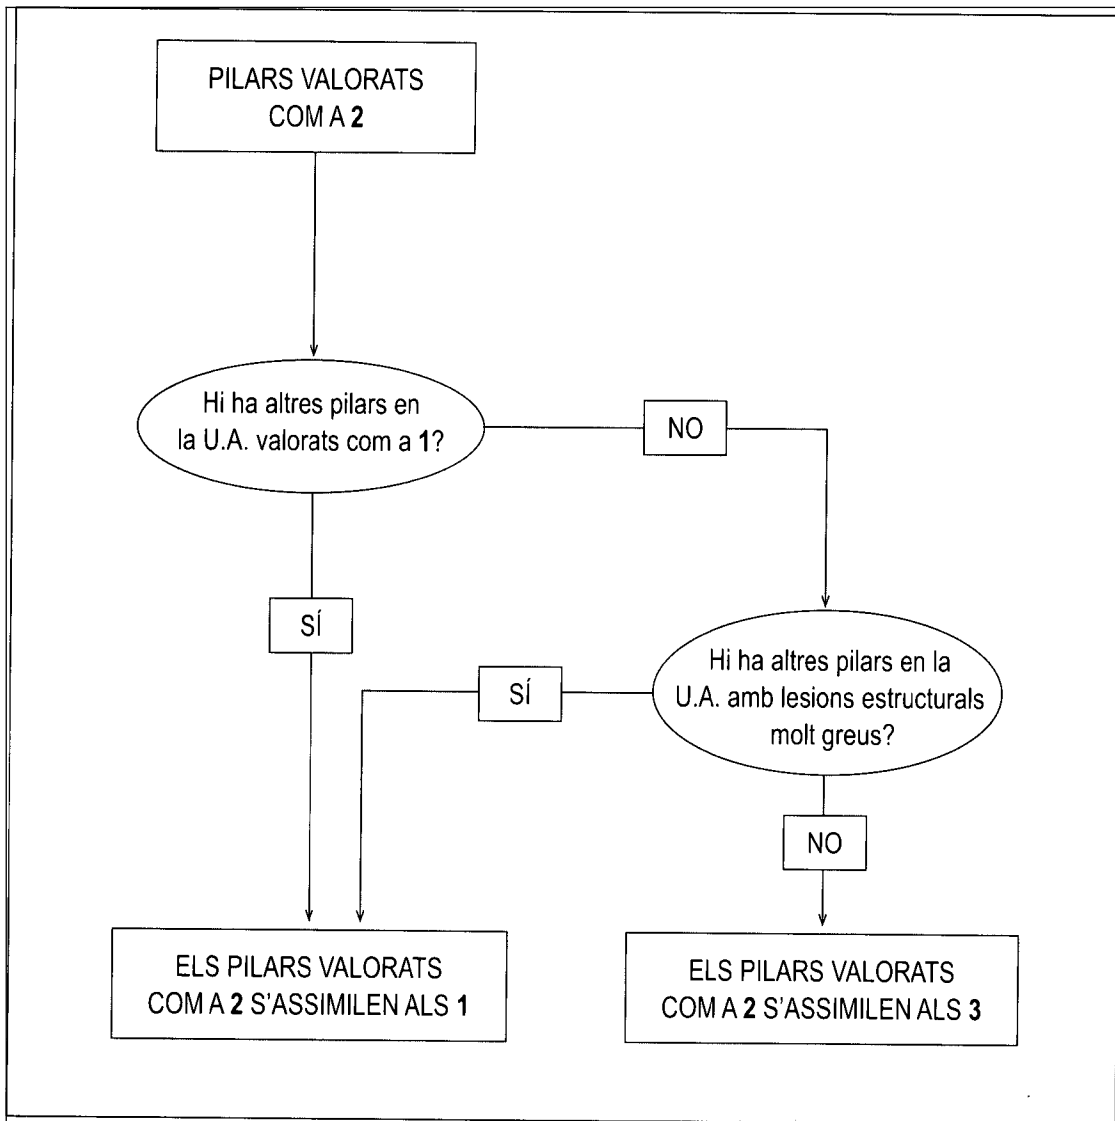 PILARS VALORATS
COM A 2
Hi ha altres pilars en
la U.A. valorats com a 1?
NO
SÍ
Hi ha altres pilars en la
U.A. amb lesions estructurals
molt greus?
SÍ
NO
ELS PILARS VALORATS
COM A 2 S'ASSIMILEN ALS 1
ELS PILARS VALORATS
COM A 2 S'ASSIMILEN ALS 3